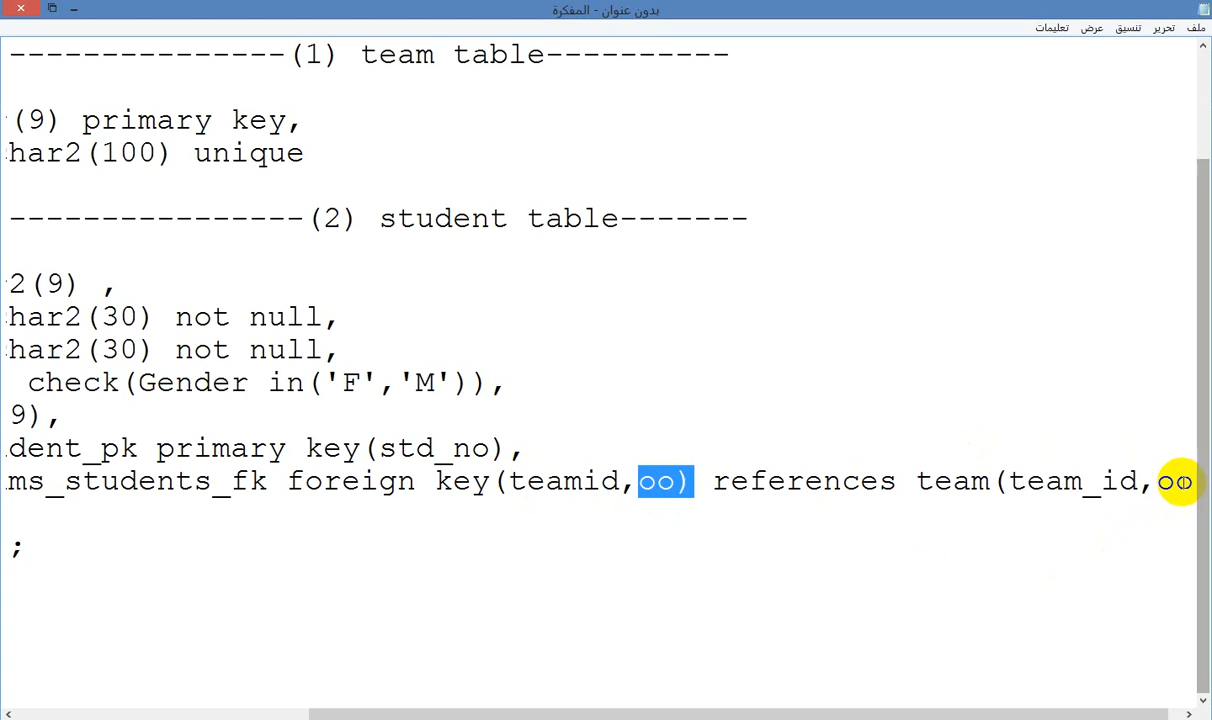 بدون عنوان - المفكرة
ملف تحرير تنسيق عرض تعليمات
---------------(1) team table----------
(9) primary key,
har2(100) unique
----------------(2) student table-------
2(9) ,
har2(30) not null,
har2(30) not null,
check(Gender in('F','M')),
9),
dent_pk primary key(std_no),
ms_students_fk foreign key(teamid,oo) references team(team_id,oo
;